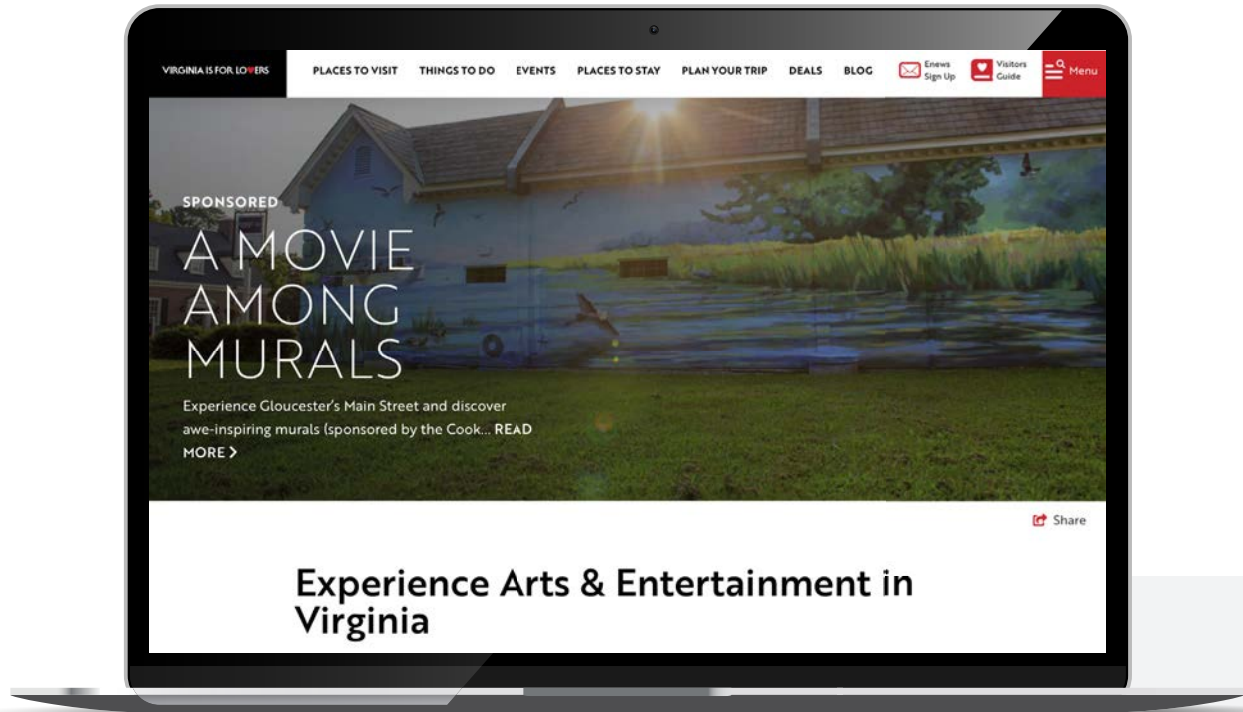 VIRGINIA IS FOR LOVERS
PLACES TO VISIT THINGS TO DO EVENTS PLACES TO STAY PLAN YOUR TRIP DEALS BLOG
Enews
Sign Up
Visitors
Guide
Menu
SPONSORED
A MOVIE
AMONG
MURALS
Experience Gloucester's Main Street and discover
awe-inspiring murals (sponsored by the Cook... READ
MORE >
Share
Experience Arts & Entertainment in
Virginia